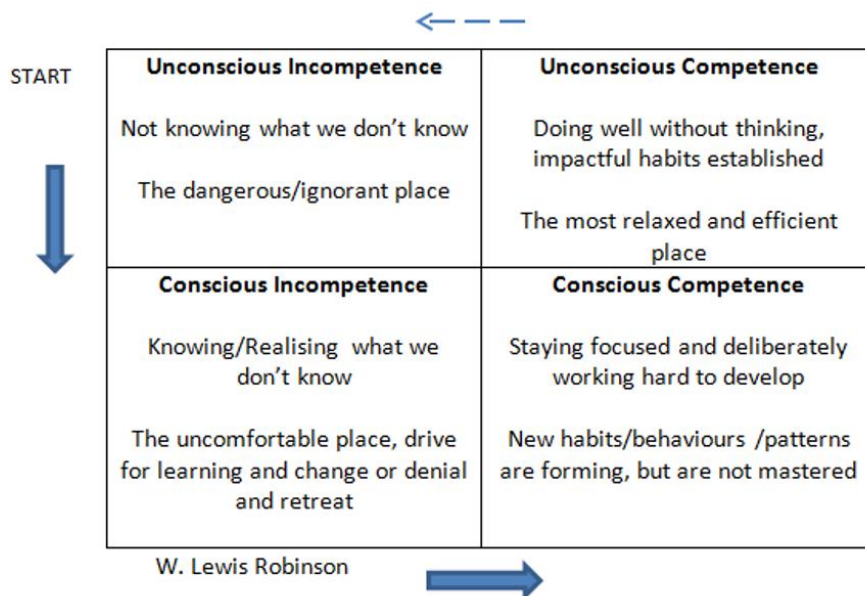 START
Unconscious Incompetence
Not knowing what we don't know
The dangerous/ignorant place
Unconscious Competence
Doing well without thinking,
impactful habits established
The most relaxed and efficient
place
Conscious Incompetence
Knowing/Realising what we
don't know
The uncomfortable place, drive
for learning and change or denial
and retreat
Conscious Competence
Staying focused and deliberately
working hard to develop
New habits/behaviours /patterns
are forming, but are not mastered
W. Lewis Robinson